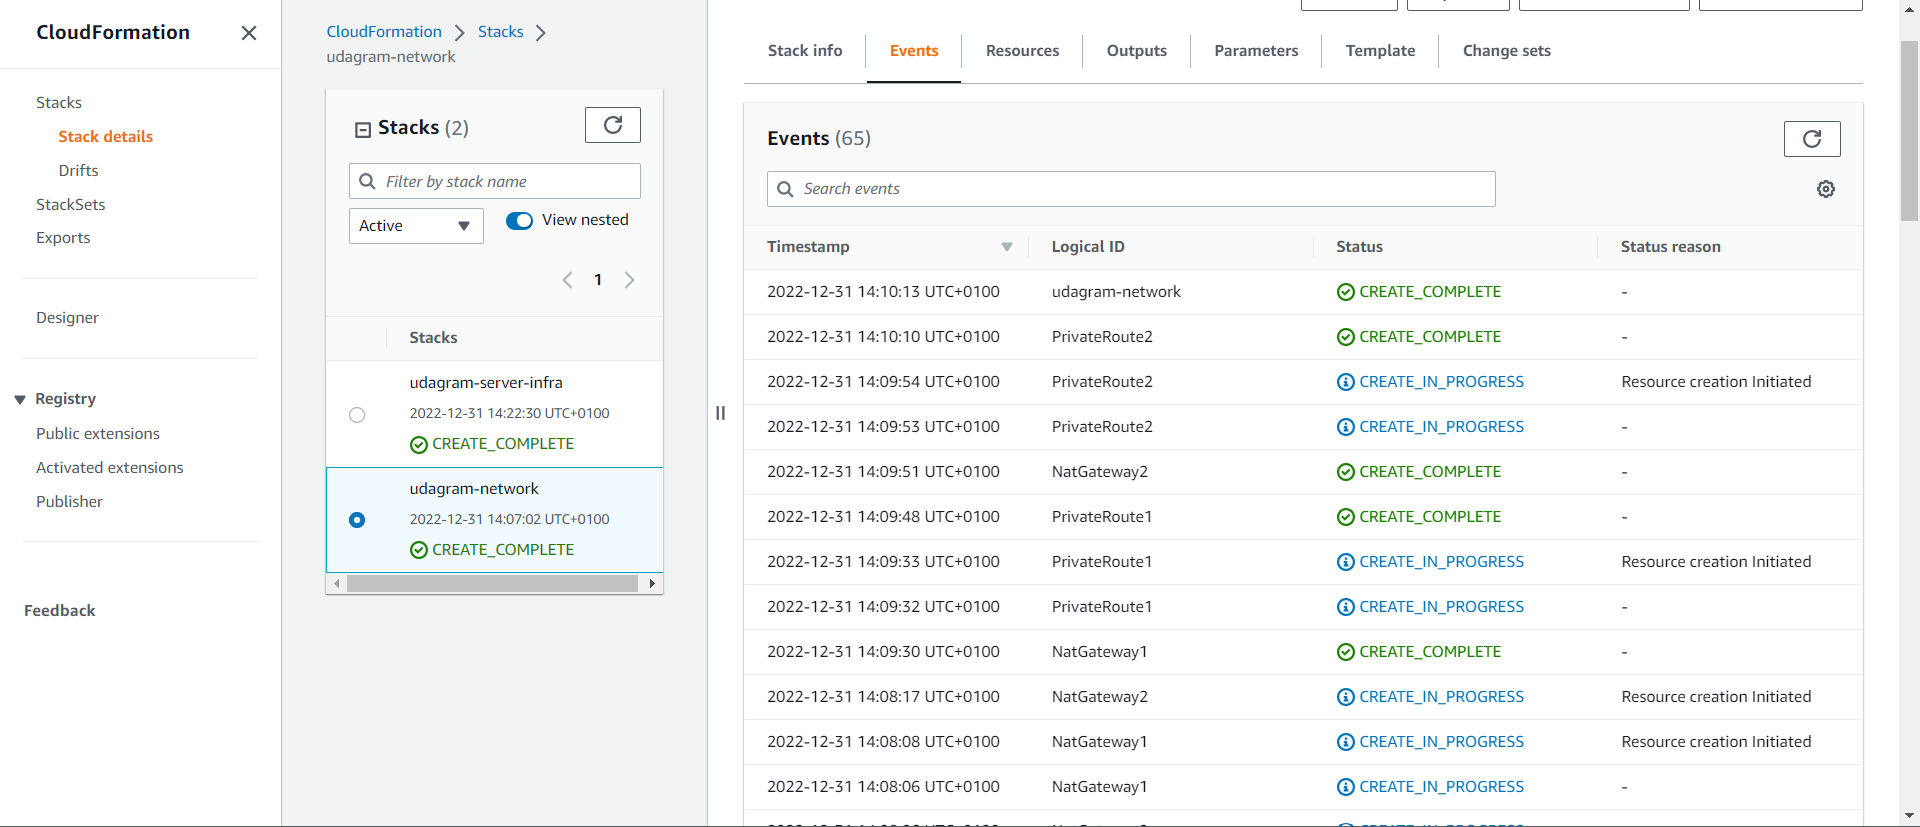 CloudFormation
Stacks
Stack details
Drifts
StackSets
Exports
Designer
Registry
Public extensions
Activated extensions
Publisher
Feedback
CloudFormation Stacks
udagram-network
Stacks (2)
Filter by stack name
Active View nested
1
Stacks
udagram-server-infra
2022-12-31 14:22:30 UTC+0100
CREATE_COMPLETE
udagram-network
2022-12-31 14:07:02 UTC+0100
CREATE_COMPLETE
Stack info Events Resources Outputs Parameters Template Change sets
Events (65)
Search events
Timestamp Logical ID Status Status reason
2022-12-31 14:10:13 UTC+0100 udagram-network CREATE_COMPLETE -
2022-12-31 14:10:10 UTC+0100 PrivateRoute2 CREATE_COMPLETE -
2022-12-31 14:09:54 UTC+0100 PrivateRoute2 CREATE_IN_PROGRESS Resource creation Initiated
2022-12-31 14:09:53 UTC+0100 PrivateRoute2 CREATE_IN_PROGRESS -
2022-12-31 14:09:51 UTC+0100 NatGateway2 CREATE_COMPLETE -
2022-12-31 14:09:48 UTC+0100 PrivateRoute1 CREATE_COMPLETE -
2022-12-31 14:09:33 UTC+0100 PrivateRoute1 CREATE_IN_PROGRESS Resource creation Initiated
2022-12-31 14:09:32 UTC+0100 PrivateRoute1 CREATE_IN_PROGRESS -
2022-12-31 14:09:30 UTC+0100 NatGateway1 CREATE_COMPLETE -
2022-12-31 14:08:17 UTC+0100 NatGateway2 CREATE_IN_PROGRESS Resource creation Initiated
2022-12-31 14:08:08 UTC+0100 NatGateway1 CREATE_IN_PROGRESS Resource creation Initiated
2022-12-31 14:08:06 UTC+0100 NatGateway1 CREATE_IN_PROGRESS -